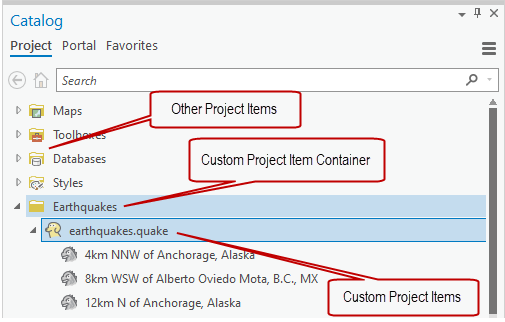 Catalog
Project Portal Favorites
Search
Maps
Other Project Items
Toolboxes
Databases
Custom Project Item Container
Styles
Earthquakes
earthquakes.quake
4km NNW of Anchorage, Alaska
8km WSW of Alberto Oviedo Mota, B.C., MX
12km N of Anchorage, Alaska
Custom Project Items